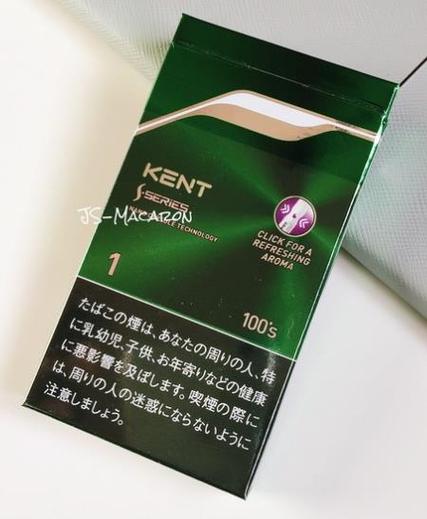 KENT
S-SERIES
JS-MACARON
CAPSULE TECHNOLOGY
CLICK FOR A
REFRESHING
AROMA
1
100's
たばこの煙は、あなたの周りの人、特
に乳幼児、子供、お年寄りなどの健康
に悪影響を及ぼします。喫煙の際に
は、周りの人の迷惑にならないように
注意しましょう。